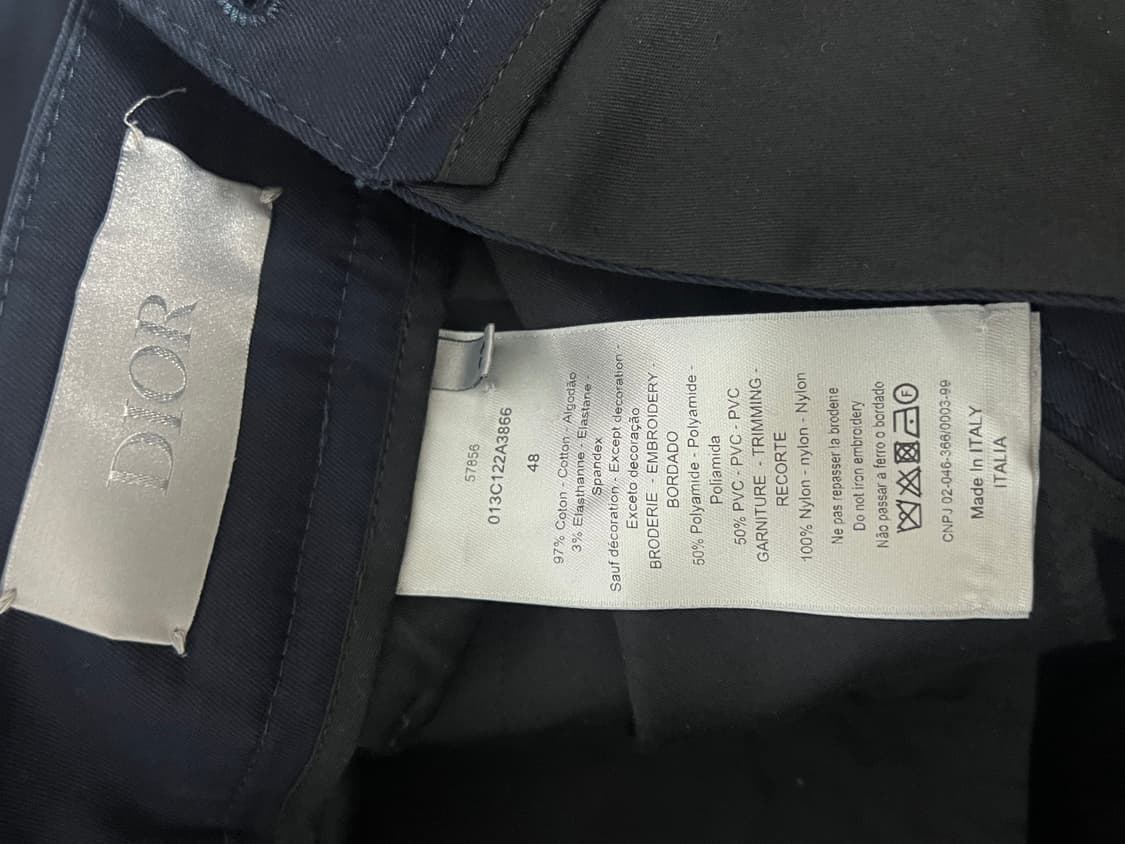 DIOR
57856
013C122A3866
48
97% Coton - Cotton - Algodão
3% Elasthanne - Elastane -
Spandex
Sauf décoration - Except decoration -
Exceto decoração
BRODERIE - EMBROIDERY -
BORDADO
50% Polyamide - Polyamide -
Poliamida
50% PVC - PVC - PVC
GARNITURE - TRIMMING -
RECORTE
100% Nylon - nylon - Nylon
Ne pas repasser la broderie
Do not iron embroidery
Não passar à ferro o bordado
F
CNPJ 02-046-366/0003-99
Made In ITALY
ITALIA